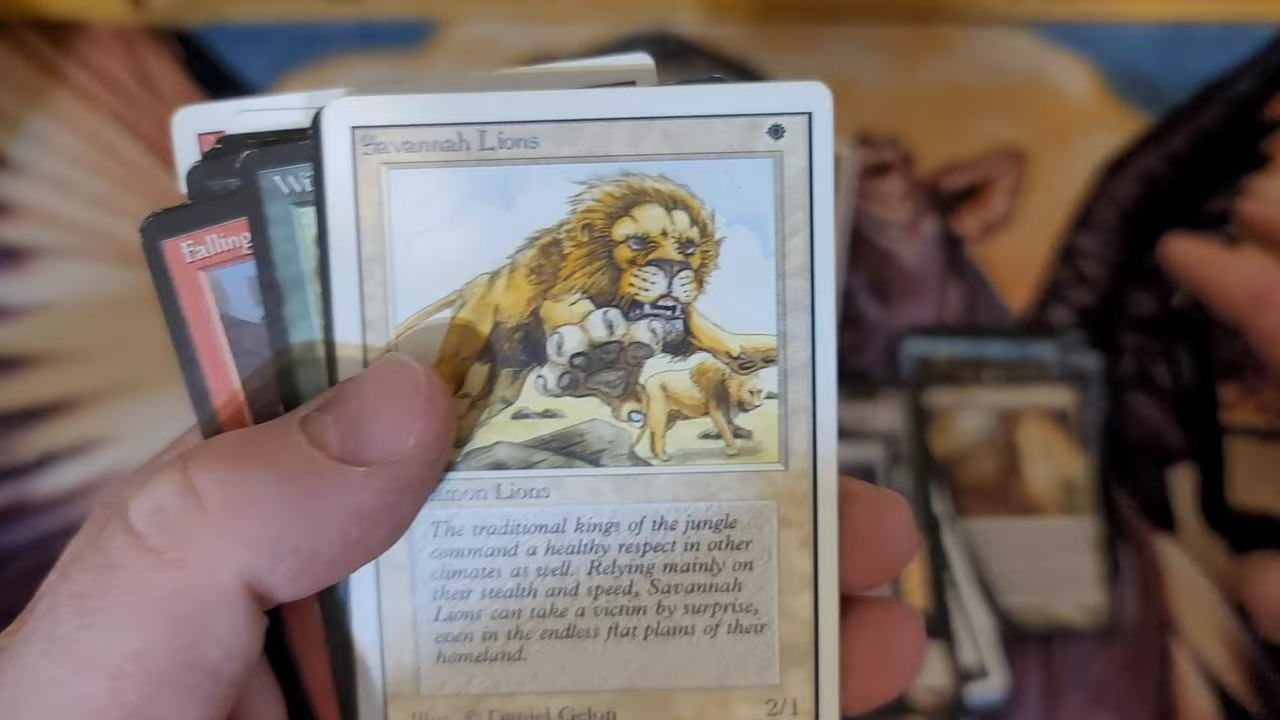 Savannah Lions
Wi
Falling
mon Lions
The traditional kings of the jungle
command a healthy respect in other
climates as well. Relying mainly on
their stealth and speed, Savannah
Lions can take a victim by surprise,
even in the endless flat plains of their
homeland.
Illus. © Daniel Gelon
2/1